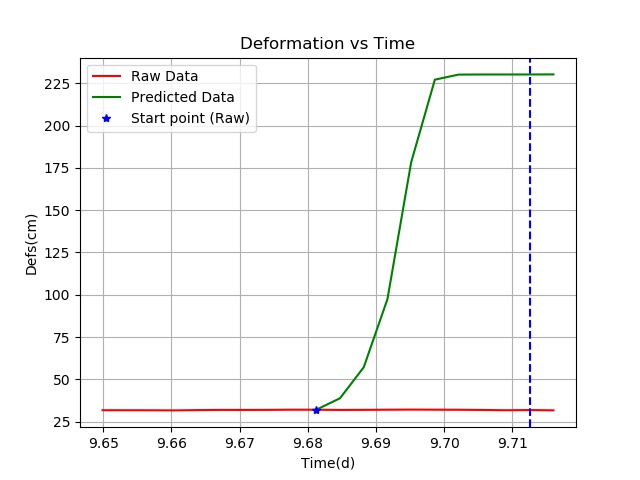 Deformation vs Time
Raw Data
Predicted Data
Start point (Raw)
Defs(cm)
225
200
175
150
125
100
75
50
25
9.65 9.66 9.67 9.68 9.69 9.70 9.71
Time(d)